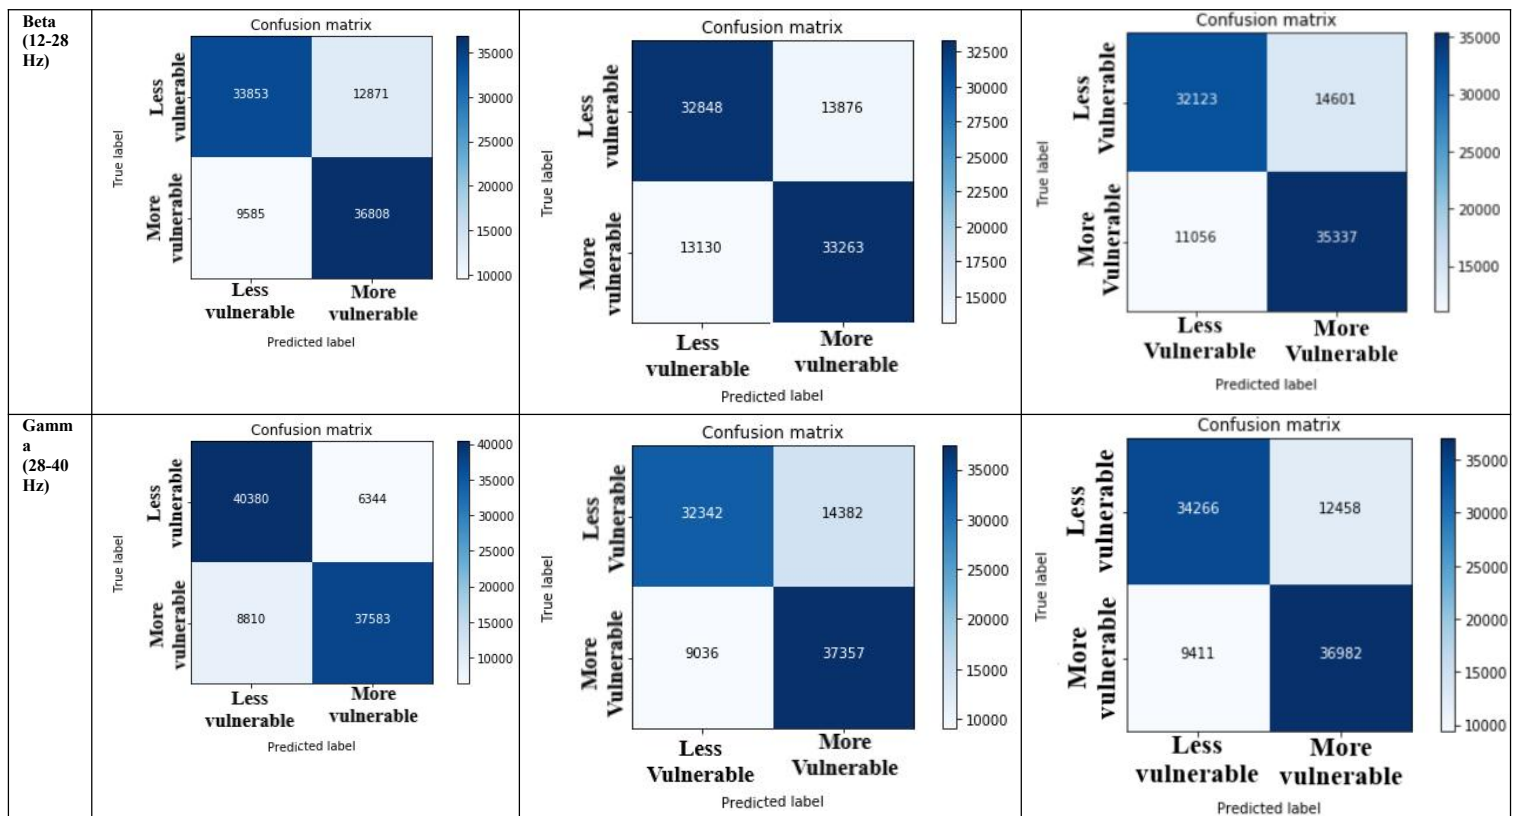 Beta
(12-28
Hz)
Confusion matrix
True label
Less
vulnerable
More
vulnerable
33853
12871
9585
36808
Less
vulnerable
More
vulnerable
Predicted label
35000
30000
25000
20000
15000
10000
Confusion matrix
True label
Less
vulnerable
More
vulnerable
32848
13876
13130
33263
Less
vulnerable
More
vulnerable
Predicted label
32500
30000
27500
25000
22500
20000
17500
15000
Confusion matrix
True label
Less
Vulnerable
More
Vulnerable
32123
14601
11056
35337
Less
Vulnerable
More
Vulnerable
Predicted label
35000
30000
25000
20000
15000
Gamm
a
(28-40
Hz)
Confusion matrix
True label
Less
vulnerable
More
vulnerable
40380
6344
8810
37583
Less
vulnerable
More
vulnerable
Predicted label
40000
35000
30000
25000
20000
15000
10000
Confusion matrix
True label
Less
Vulnerable
More
Vulnerable
32342
14382
9036
37357
Less
Vulnerable
More
Vulnerable
Predicted label
35000
30000
25000
20000
15000
10000
Confusion matrix
True label
Less
vulnerable
More
vulnerable
34266
12458
9411
36982
Less
vulnerable
More
vulnerable
Predicted label
35000
30000
25000
20000
15000
10000